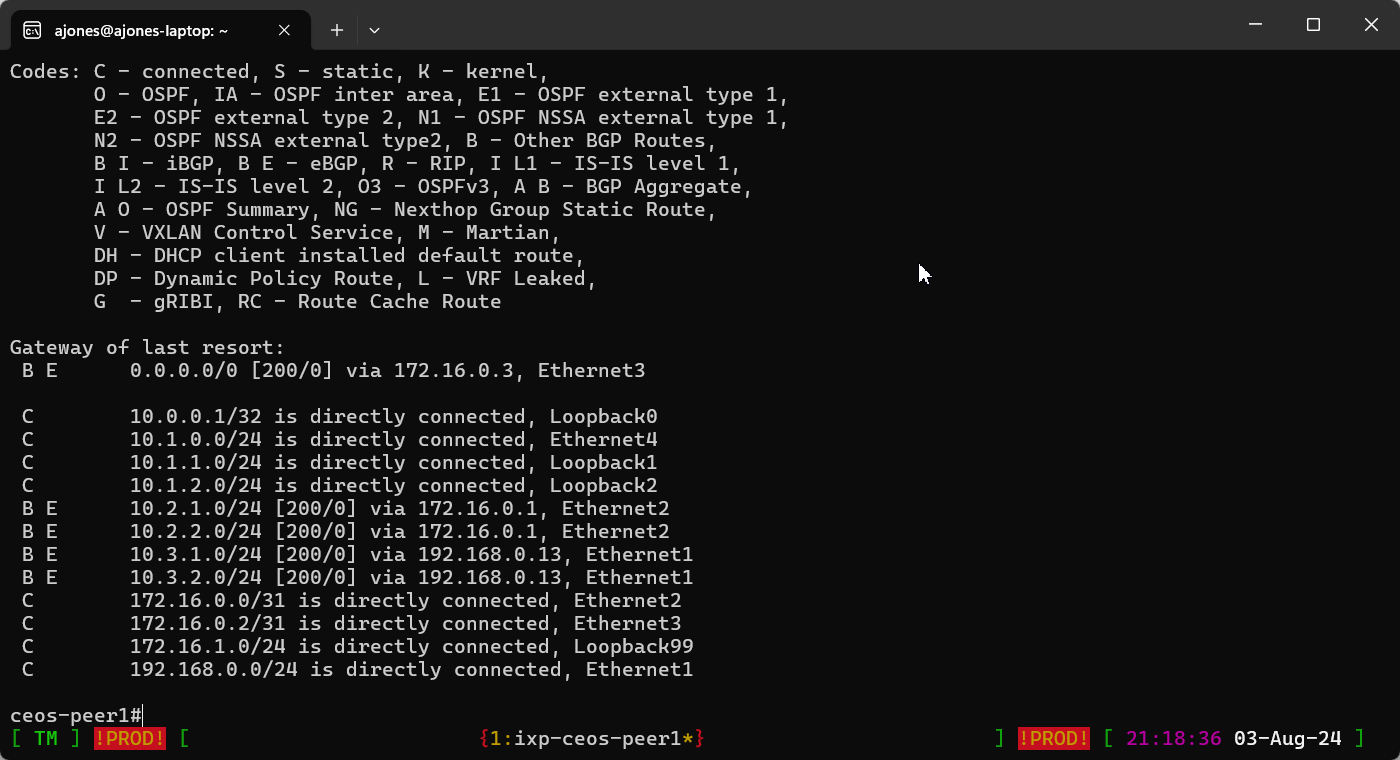 ajones@ajones-laptop: ~
Codes: C - connected, S - static, K - kernel,
       O - OSPF, IA - OSPF inter area, E1 - OSPF external type 1,
       E2 - OSPF external type 2, N1 - OSPF NSSA external type 1,
       N2 - OSPF NSSA external type2, B - Other BGP Routes,
       B I - iBGP, B E - eBGP, R - RIP, I L1 - IS-IS level 1,
       I L2 - IS-IS level 2, O3 - OSPFv3, A B - BGP Aggregate,
       A O - OSPF Summary, NG - Nexthop Group Static Route,
       V - VXLAN Control Service, M - Martian,
       DH - DHCP client installed default route,
       DP - Dynamic Policy Route, L - VRF Leaked,
       G  - gRIBI, RC - Route Cache Route

Gateway of last resort:
 B E      0.0.0.0/0 [200/0] via 172.16.0.3, Ethernet3

 C        10.0.0.1/32 is directly connected, Loopback0
 C        10.1.0.0/24 is directly connected, Ethernet4
 C        10.1.1.0/24 is directly connected, Loopback1
 C        10.1.2.0/24 is directly connected, Loopback2
 B E      10.2.1.0/24 [200/0] via 172.16.0.1, Ethernet2
 B E      10.2.2.0/24 [200/0] via 172.16.0.1, Ethernet2
 B E      10.3.1.0/24 [200/0] via 192.168.0.13, Ethernet1
 B E      10.3.2.0/24 [200/0] via 192.168.0.13, Ethernet1
 C        172.16.0.0/31 is directly connected, Ethernet2
 C        172.16.0.2/31 is directly connected, Ethernet3
 C        172.16.1.0/24 is directly connected, Loopback99
 C        192.168.0.0/24 is directly connected, Ethernet1

ceos-peer1#
[ TM ] !PROD! [                        {1:ixp-ceos-peer1*}                        ] !PROD! [ 21:18:36 03-Aug-24 ]